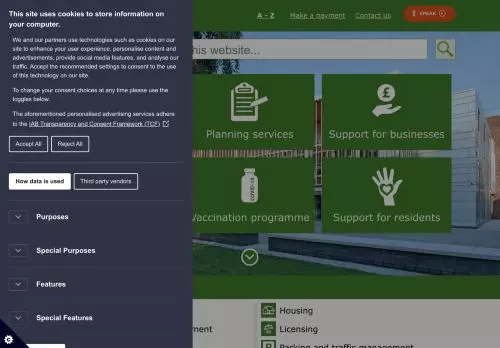 This site uses cookies to store information on
your computer.
We and our partners use technologies such as cookies on our
site to enhance your user experience, personalise content and
advertisements, provide social media features, and analyse our
traffic. Accept the recommended settings to consent to the use
of this technology on our site.
To change your consent choices at any time please use the
toggles below.
The aforementioned personalised advertising services adhere
to the IAB Transparency and Consent Framework (TCF)
Accept All Reject All
How data is used Third party vendors
Purposes
Special Purposes
Features
Special Features
A - Z Make a payment Contact us SPEAK
his website...
Planning services Support for businesses
COVID-19
Vaccination programme Support for residents
Housing
Licensing
Parking and traffic management